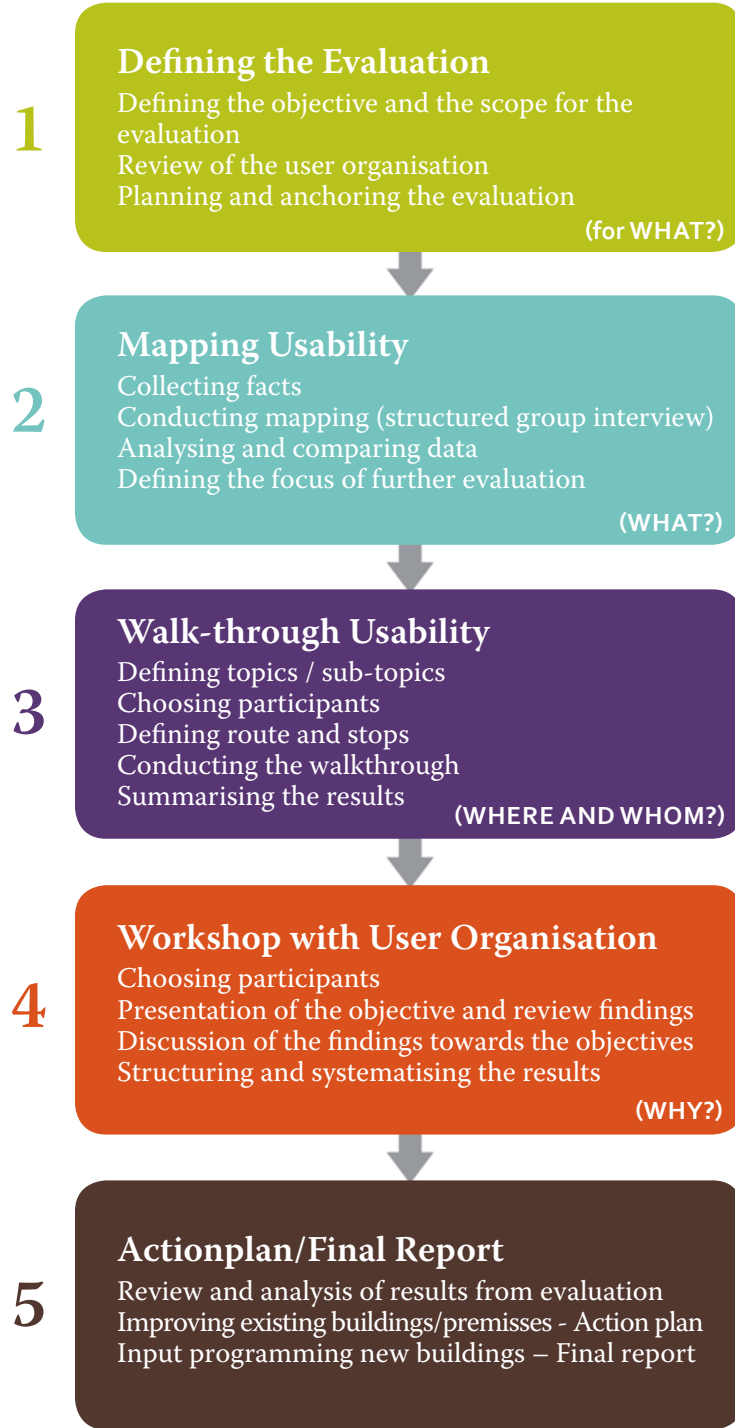 1
Defining the Evaluation
Defining the objective and the scope for the
evaluation
Review of the user organisation
Planning and anchoring the evaluation
(for WHAT?)
2
Mapping Usability
Collecting facts
Conducting mapping (structured group interview)
Analysing and comparing data
Defining the focus of further evaluation
(WHAT?)
3
Walk-through Usability
Defining topics / sub-topics
Choosing participants
Defining route and stops
Conducting the walkthrough
Summarising the results
(WHERE AND WHOM?)
4
Workshop with User Organisation
Choosing participants
Presentation of the objective and review findings
Discussion of the findings towards the objectives
Structuring and systematising the results
(WHY?)
5
Actionplan/Final Report
Review and analysis of results from evaluation
Improving existing buildings/premisses - Action plan
Input programming new buildings – Final report